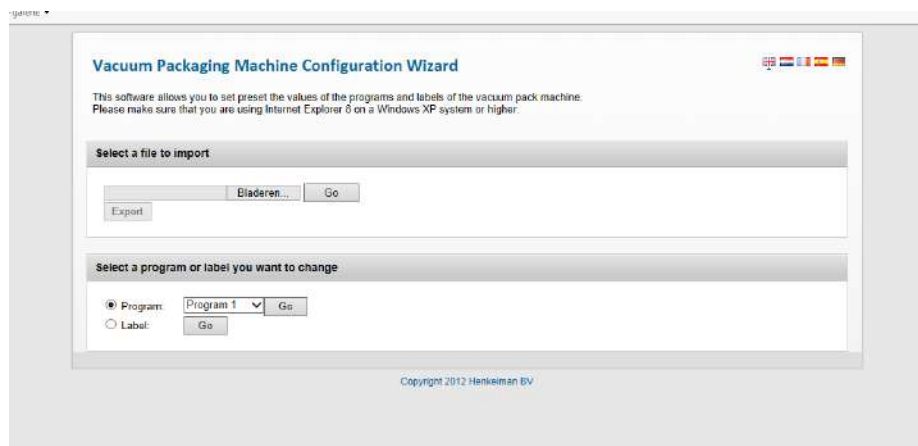 Vacuum Packaging Machine Configuration Wizard
This software allows you to set preset the values of the programs and labels of the vacuum pack machine.
Please make sure that you are using Internet Explorer 8 on a Windows XP system or higher.
Select a file to import
Bladeren... Go
Export
Select a program or label you want to change
Program: Program 1 Go
Label: Go
Copyright 2012 Henkelman BV